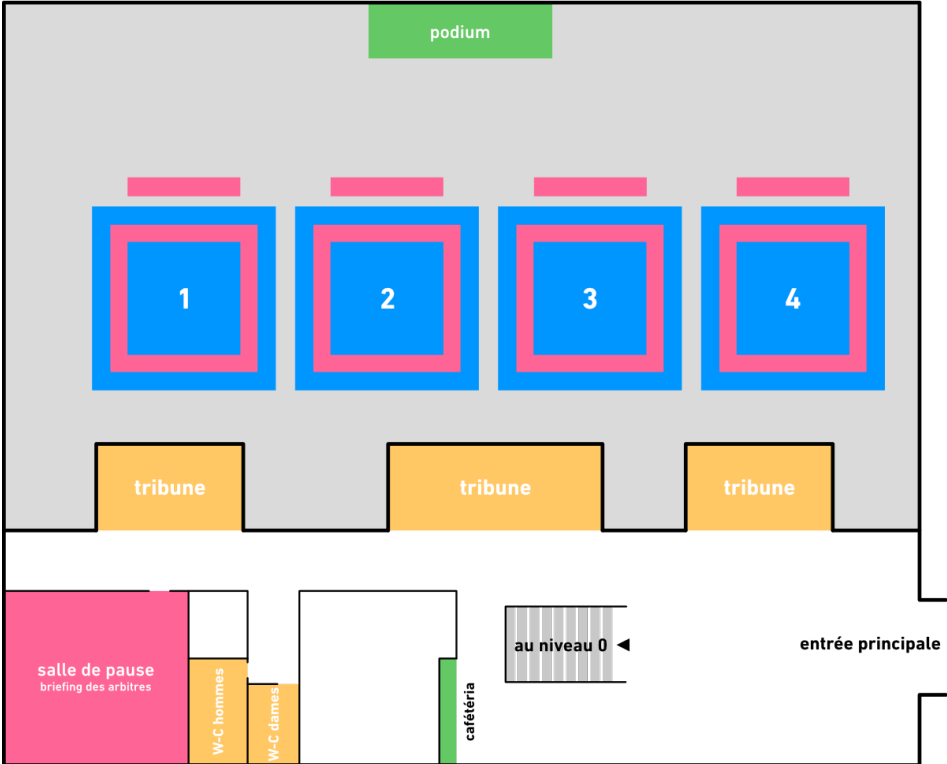 podium
1
2
3
4
tribune
tribune
tribune
au niveau 0
entrée principale
salle de pause
briefing des arbitres
W-C hommes
W-C dames
cafétéria